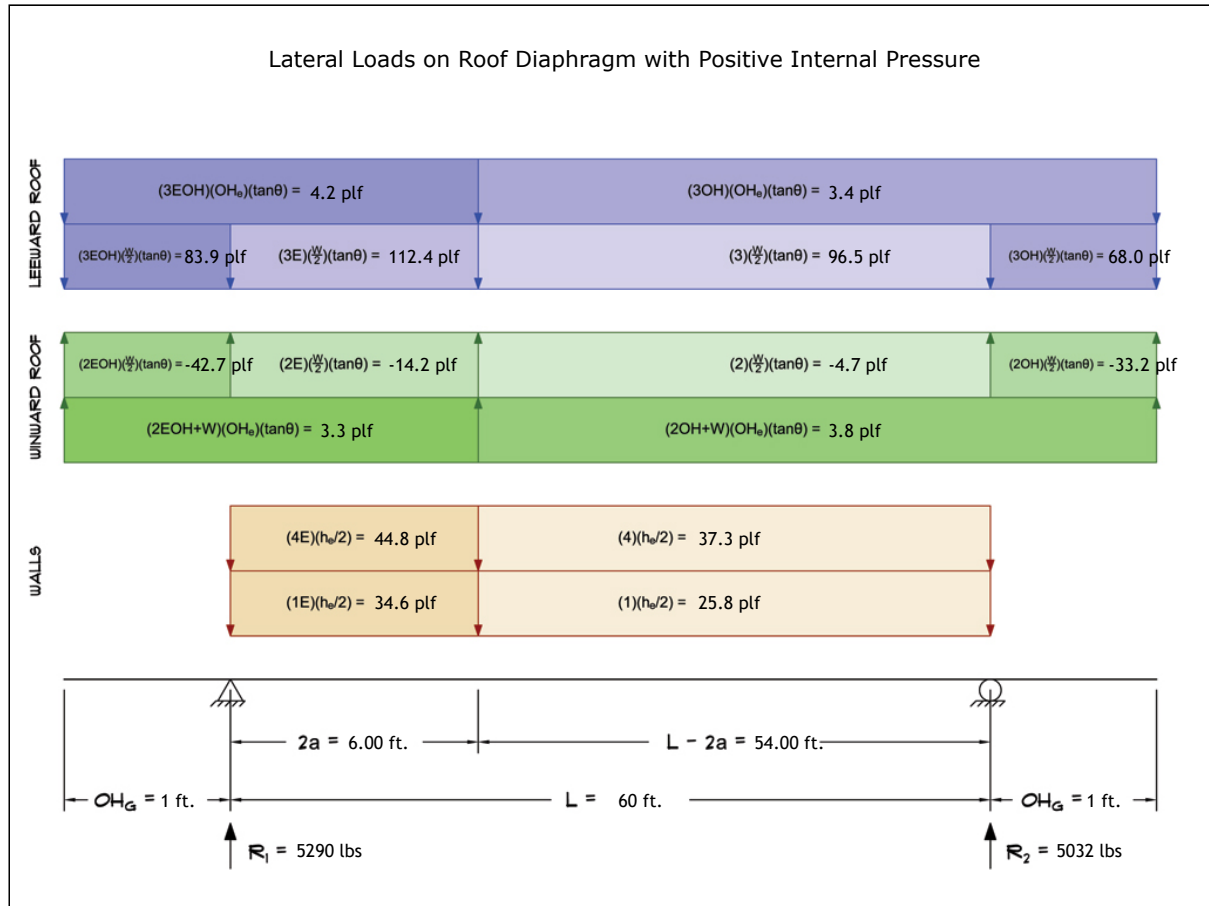 Lateral Loads on Roof Diaphragm with Positive Internal Pressure
LEEWARD ROOF
(3EOH)(OHₑ)(tanθ) = 4.2 plf
(3OH)(OHₑ)(tanθ) = 3.4 plf
(3EOH)(W/2)(tanθ) = 83.9 plf
(3E)(W/2)(tanθ) = 112.4 plf
(3)(W/2)(tanθ) = 96.5 plf
(3OH)(W/2)(tanθ) = 68.0 plf
WINWARD ROOF
(2EOH)(W/2)(tanθ) = -42.7 plf
(2E)(W/2)(tanθ) = -14.2 plf
(2)(W/2)(tanθ) = -4.7 plf
(2OH)(W/2)(tanθ) = -33.2 plf
(2EOH+W)(OHₑ)(tanθ) = 3.3 plf
(2OH+W)(OHₑ)(tanθ) = 3.8 plf
WALLS
(4E)(hₑ/2) = 44.8 plf
(4)(hₑ/2) = 37.3 plf
(1E)(hₑ/2) = 34.6 plf
(1)(hₑ/2) = 25.8 plf
2a = 6.00 ft.
L - 2a = 54.00 ft.
OH_G = 1 ft.
L = 60 ft.
OH_G = 1 ft.
R₁ = 5290 lbs
R₂ = 5032 lbs